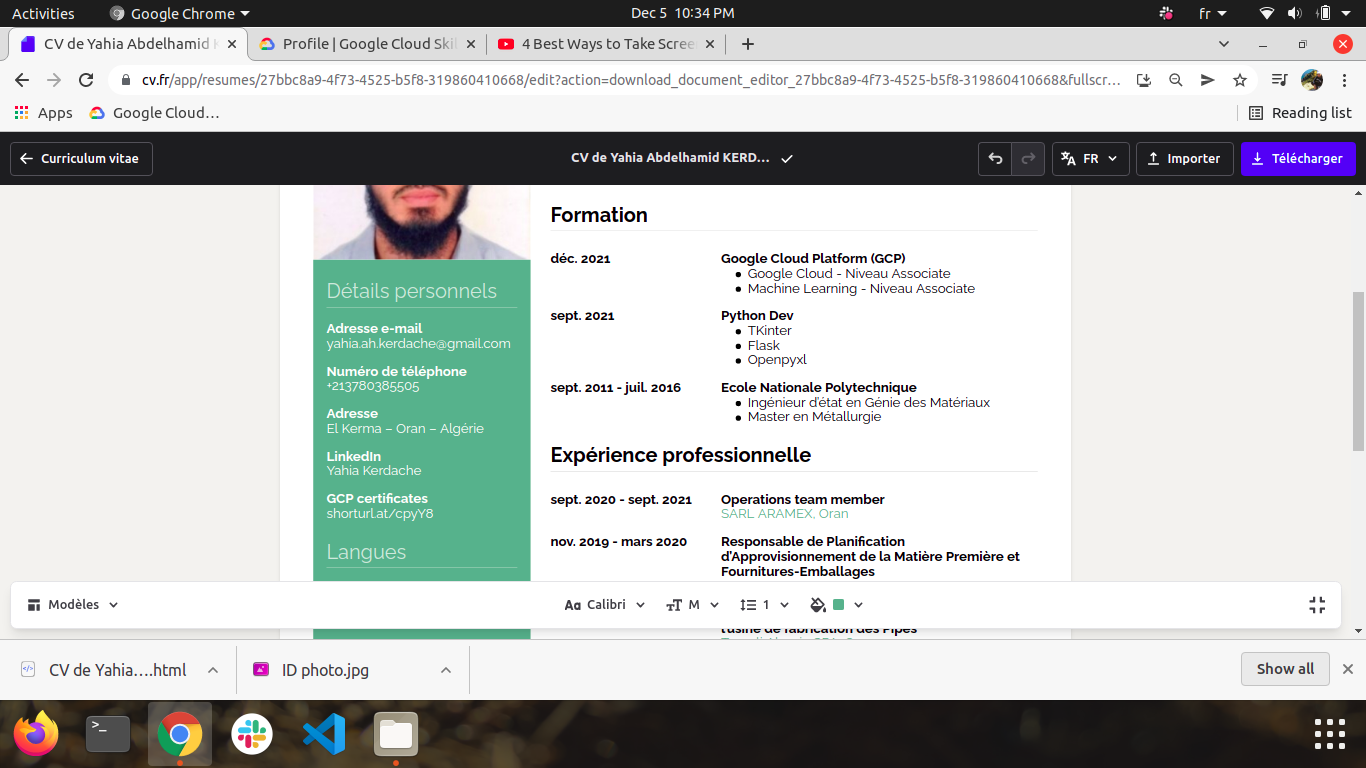 Activities
Google Chrome
Dec 5 10:34 PM
fr
CV de Yahia Abdelhamid K
Profile | Google Cloud Skil
4 Best Ways to Take Scree
cv.fr/app/resumes/27bbc8a9-4f73-4525-b5f8-319860410668/edit?action=download_document_editor_27bbc8a9-4f73-4525-b5f8-319860410668&fullscr…
Apps
Google Cloud…
Reading list
Curriculum vitae
CV de Yahia Abdelhamid KERD...
FR
Importer
Télécharger
Détails personnels
Adresse e-mail
yahia.ah.kerdache@gmail.com
Numéro de téléphone
+213780385505
Adresse
El Kerma – Oran – Algérie
LinkedIn
Yahia Kerdache
GCP certificates
shorturl.at/cpyY8
Langues
Formation
déc. 2021
Google Cloud Platform (GCP)
• Google Cloud - Niveau Associate
• Machine Learning - Niveau Associate
sept. 2021
Python Dev
• TKinter
• Flask
• Openpyxl
sept. 2011 - juil. 2016
Ecole Nationale Polytechnique
• Ingénieur d'état en Génie des Matériaux
• Master en Métallurgie
Expérience professionnelle
sept. 2020 - sept. 2021
Operations team member
SARL ARAMEX, Oran
nov. 2019 - mars 2020
Responsable de Planification
d'Approvisionnement de la Matière Première et
Fournitures-Emballages
l'usine de fabrication des Pipes
Modèles
Aa Calibri
TT M
1
CV de Yahia….html
ID photo.jpg
Show all